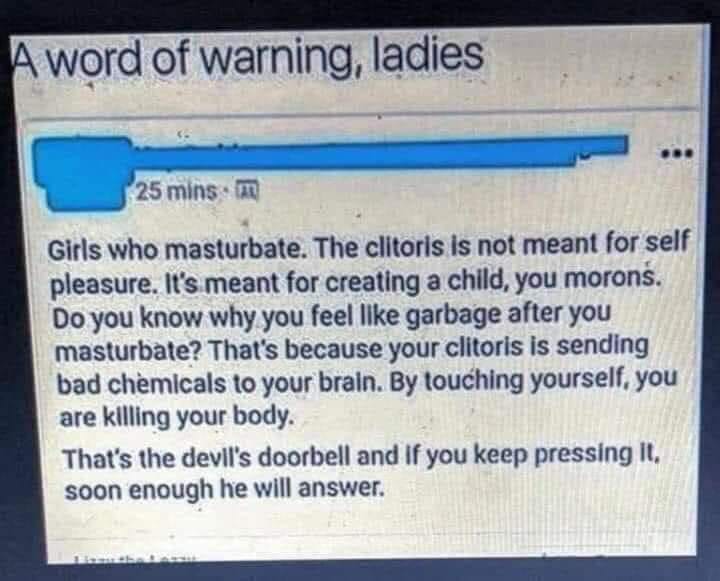 A word of warning, ladies
25 mins
Girls who masturbate. The clitoris is not meant for self
pleasure. It's meant for creating a child, you morons.
Do you know why you feel like garbage after you
masturbate? That's because your clitoris is sending
bad chemicals to your brain. By touching yourself, you
are killing your body.
That's the devil's doorbell and if you keep pressing it,
soon enough he will answer.